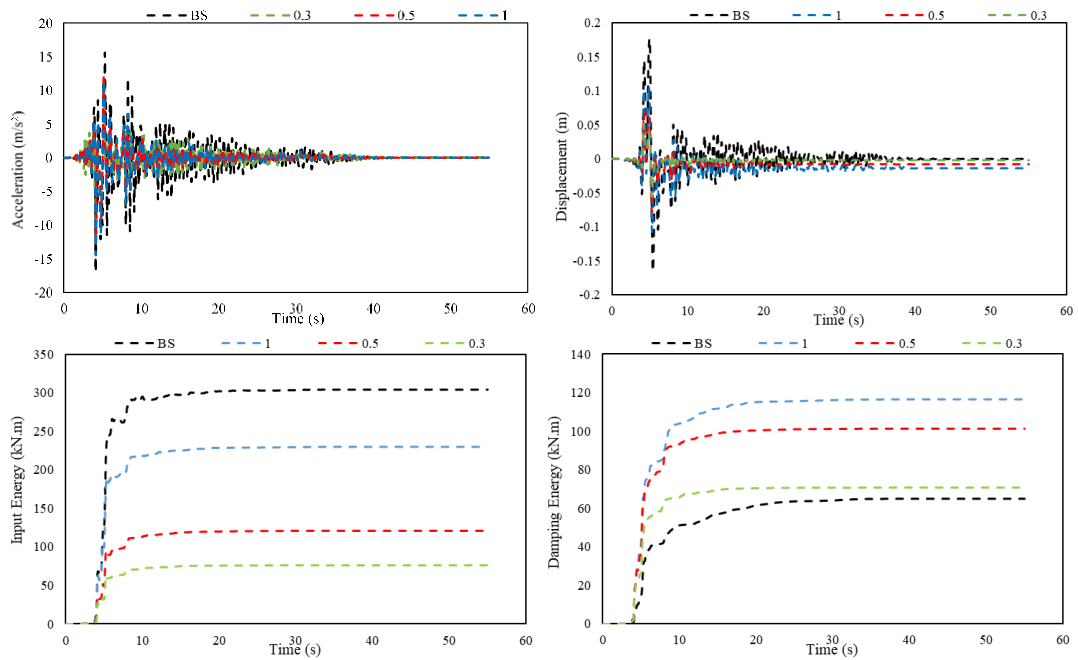 BS 0.3 0.5 1
20
15
10
5
0
-5
-10
-15
-20
Acceleration (m/s²)
0 10 20 30 40 50 60
Time (s)
BS 1 0.5 0.3
0.2
0.15
0.1
0.05
0
-0.05
-0.1
-0.15
-0.2
Displacement (m)
0 10 20 30 40 50 60
Time (s)
BS 1 0.5 0.3
350
300
250
200
150
100
50
0
Input Energy (kN.m)
0 10 20 30 40 50 60
Time (s)
BS 1 0.5 0.3
140
120
100
80
60
40
20
0
Damping Energy (kN.m)
0 10 20 30 40 50 60
Time (s)